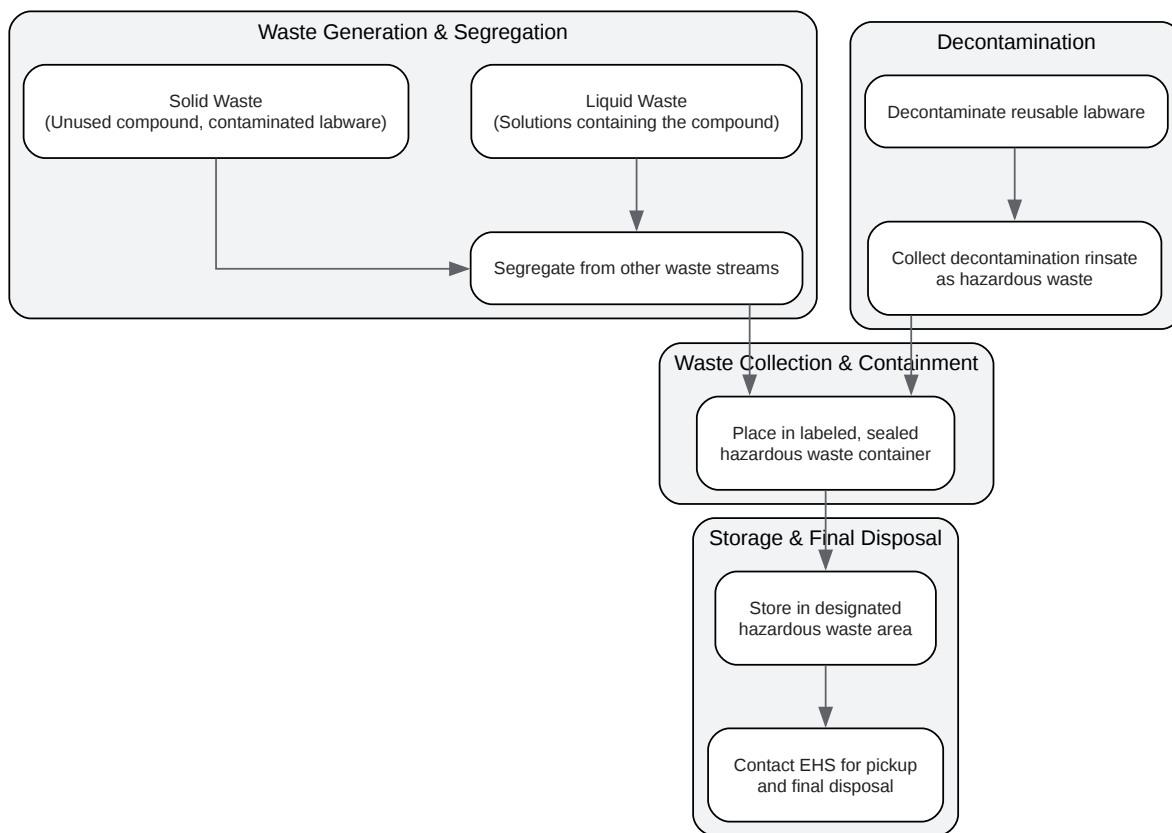 Waste Generation & Segregation
Solid Waste
(Unused compound, contaminated labware)
Liquid Waste
(Solutions containing the compound)
Segregate from other waste streams
Decontamination
Decontaminate reusable labware
Collect decontamination rinsate
as hazardous waste
Waste Collection & Containment
Place in labeled, sealed
hazardous waste container
Storage & Final Disposal
Store in designated
hazardous waste area
Contact EHS for pickup
and final disposal